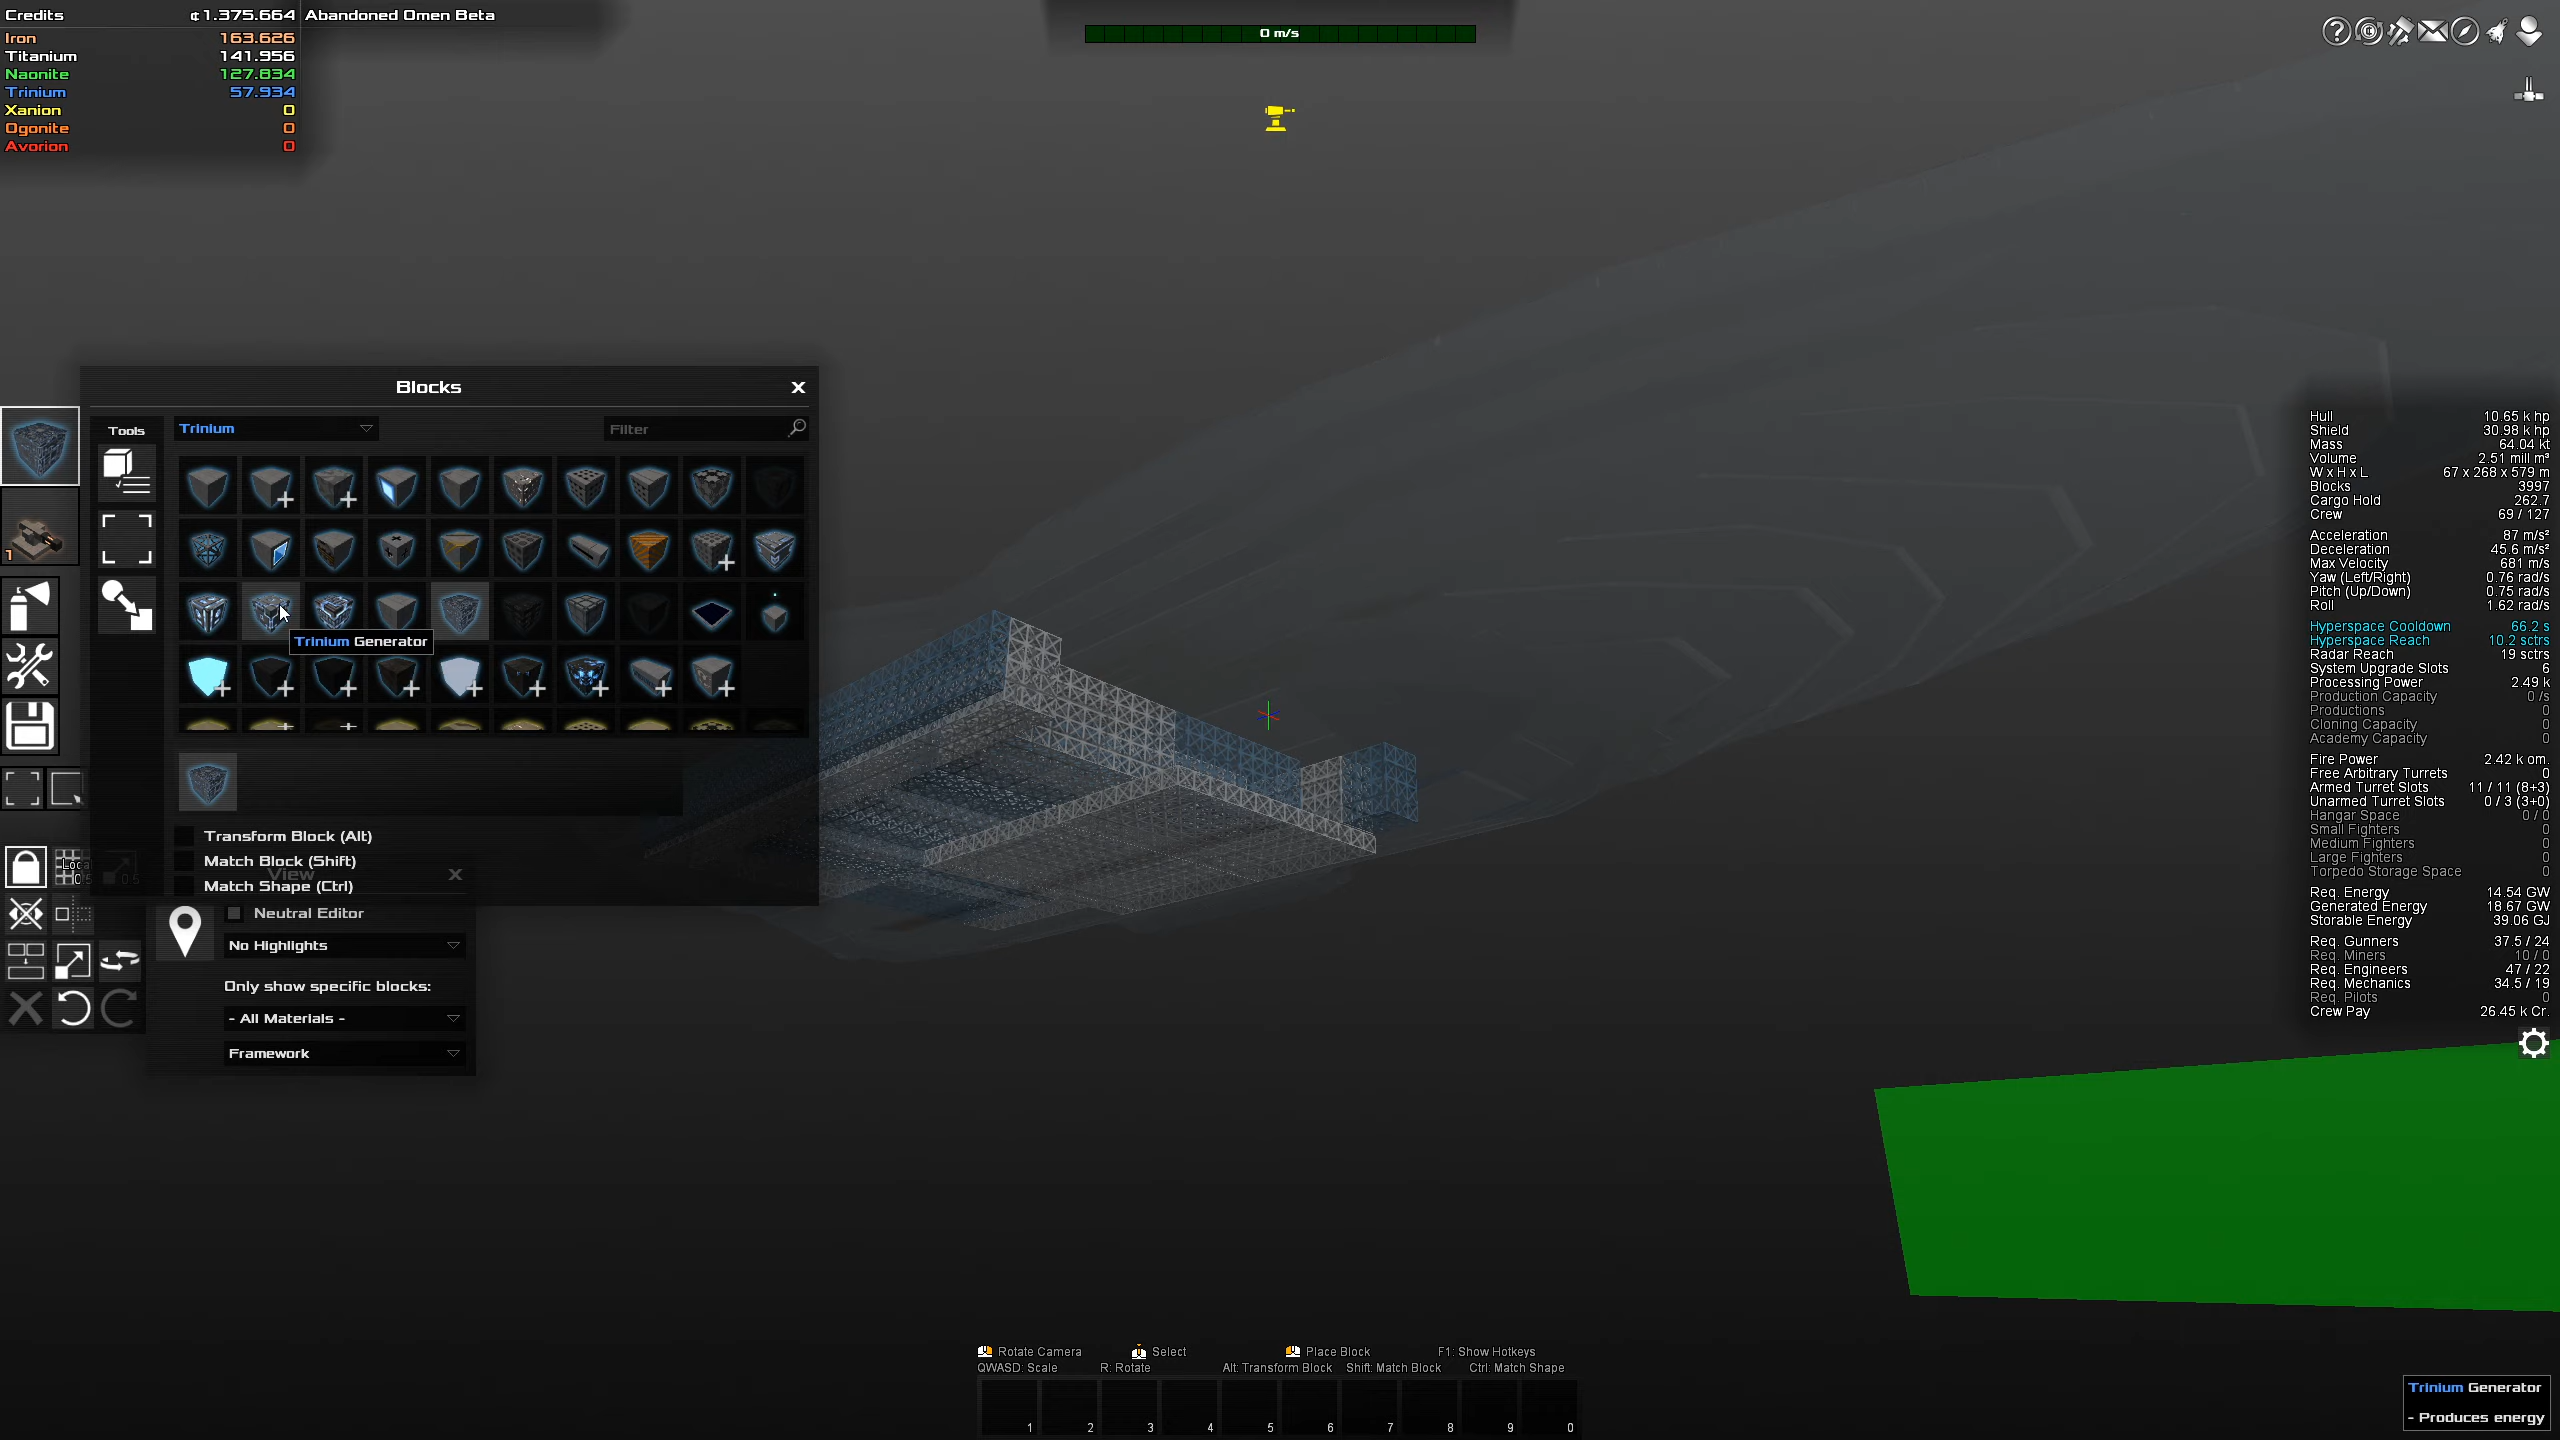 Credits ¢1.375.664 Abandoned Omen Beta
Iron 163.626
Titanium 141.956
Naonite 127.834
Trinium 57.934
Xanion 0
Ogonite 0
Avorion 0
0 m/s
Blocks X
Tools
Trinium
Filter
Trinium Generator
1
Transform Block (Alt)
Match Block (Shift)
Match Shape (Ctrl)
View X
Neutral Editor
No Highlights
Only show specific blocks:
- All Materials -
Framework
Hull 10.65 k hp
Shield 30.98 k hp
Mass 64.04 kt
Volume 2.51 mill m³
W x H x L 67 x 268 x 579 m
Blocks 3997
Cargo Hold 262.7
Crew 69 / 127
Acceleration 87 m/s²
Deceleration 45.6 m/s²
Max Velocity 681 m/s
Yaw (Left/Right) 0.76 rad/s
Pitch (Up/Down) 0.75 rad/s
Roll 1.62 rad/s
Hyperspace Cooldown 66.2 s
Hyperspace Reach 10.2 sctrs
Radar Reach 19 sctrs
System Upgrade Slots 6
Processing Power 2.49 k
Production Capacity 0 /s
Productions 0
Cloning Capacity 0
Academy Capacity 0
Fire Power 2.42 k om.
Free Arbitrary Turrets 0
Armed Turret Slots 11 / 11 (8+3)
Unarmed Turret Slots 0 / 3 (3+0)
Hangar Space 0 / 0
Small Fighters 0
Medium Fighters 0
Large Fighters 0
Torpedo Storage Space 0
Req. Energy 14.54 GW
Generated Energy 18.67 GW
Storable Energy 39.06 GJ
Req. Gunners 37.5 / 24
Req. Miners 10 / 0
Req. Engineers 47 / 22
Req. Mechanics 34.5 / 19
Req. Pilots 0
Crew Pay 26.45 k Cr.
Rotate Camera Select Place Block F1: Show Hotkeys
QWASD: Scale R: Rotate Alt: Transform Block Shift: Match Block Ctrl: Match Shape
1 2 3 4 5 6 7 8 9 0
Trinium Generator
- Produces energy